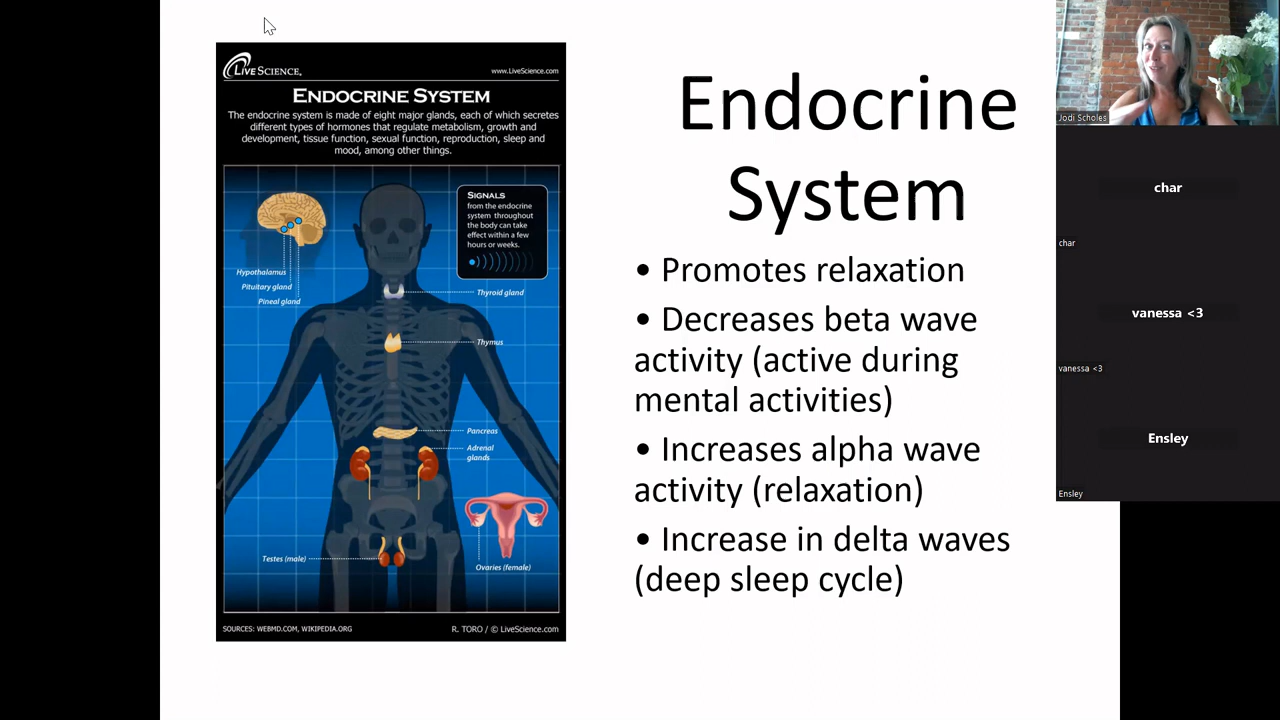 LIVESCIENCE.
www.LiveScience.com
ENDOCRINE SYSTEM
The endocrine system is made of eight major glands, each of which secretes
different types of hormones that regulate metabolism, growth and
development, tissue function, sexual function, reproduction, sleep and
mood, among other things.
SIGNALS
from the endocrine
system throughout
the body can take
effect within a few
hours or weeks.
Hypothalamus
Pituitary gland
Pineal gland
Thyroid gland
Thymus
Pancreas
Adrenal
glands
Testes (male)
Ovaries (female)
SOURCES: WEBMD.COM, WIKIPEDIA.ORG
R. TORO / © LiveScience.com
Endocrine
System
• Promotes relaxation
• Decreases beta wave
activity (active during
mental activities)
• Increases alpha wave
activity (relaxation)
• Increase in delta waves
(deep sleep cycle)
Jodi Scholes
char
char
vanessa <3
vanessa <3
Ensley
Ensley